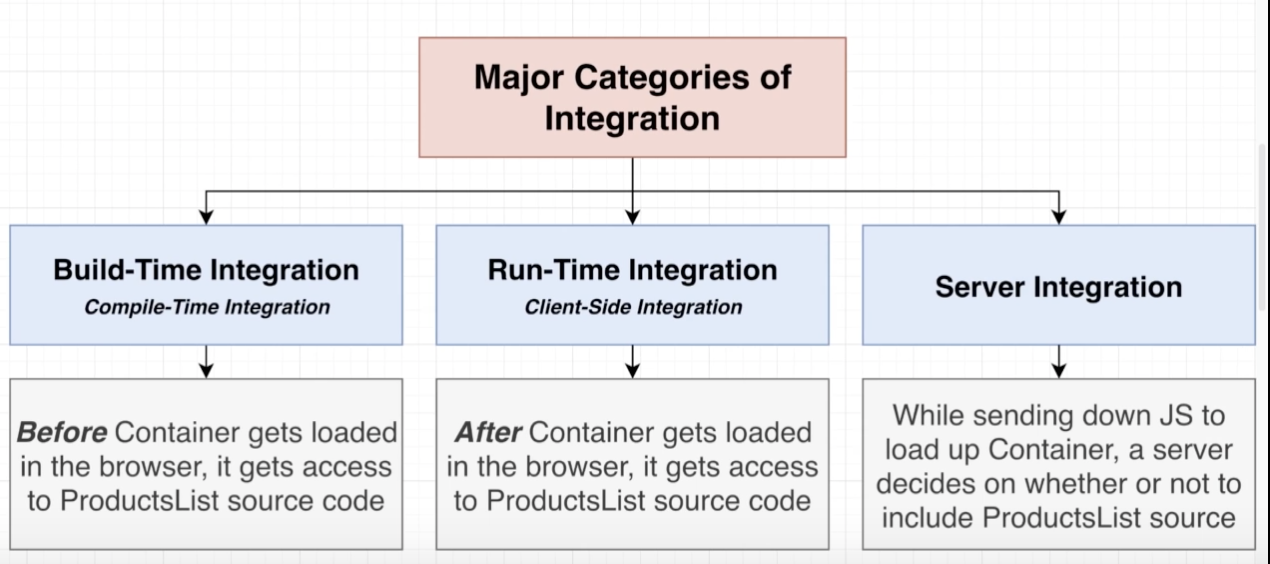 Major Categories of
Integration
Build-Time Integration
Compile-Time Integration
Run-Time Integration
Client-Side Integration
Server Integration
Before Container gets loaded
in the browser, it gets access
to ProductsList source code
After Container gets loaded
in the browser, it gets access
to ProductsList source code
While sending down JS to
load up Container, a server
decides on whether or not to
include ProductsList source